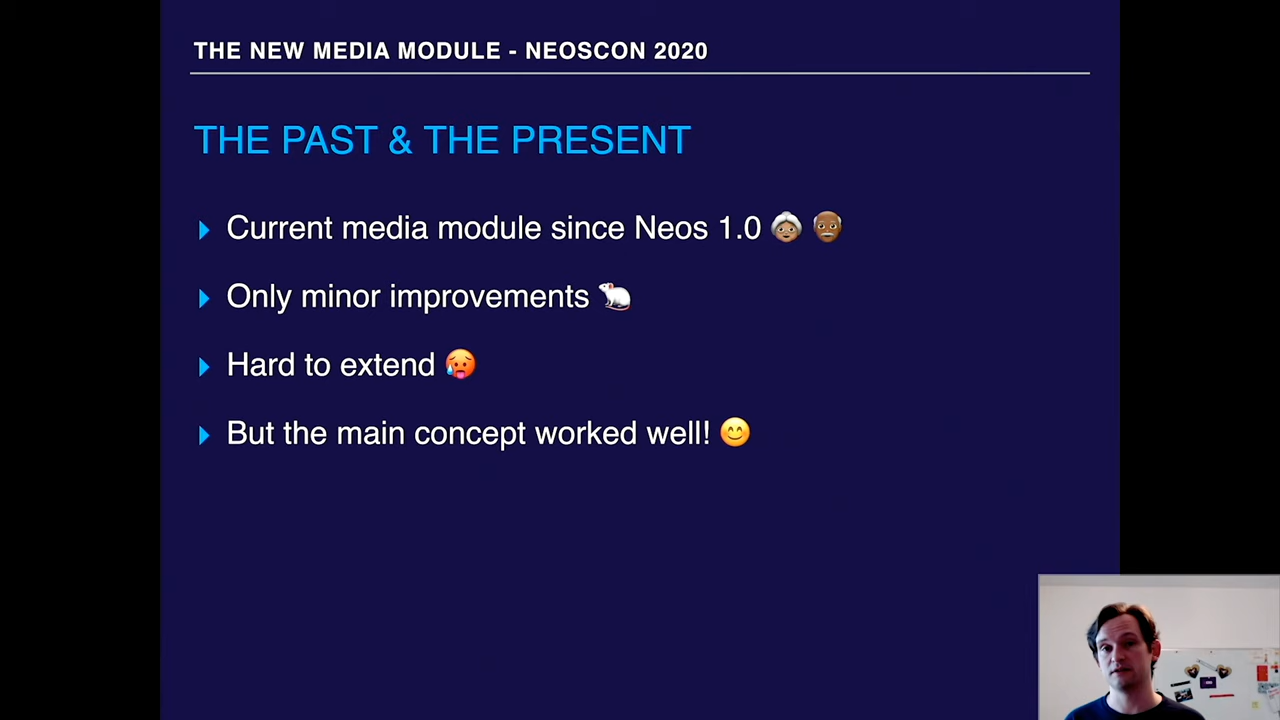 THE NEW MEDIA MODULE - NEOSCON 2020
THE PAST & THE PRESENT
Current media module since Neos 1.0 👵🏽 👴🏾
Only minor improvements 🐁
Hard to extend 🥵
But the main concept worked well! 😊